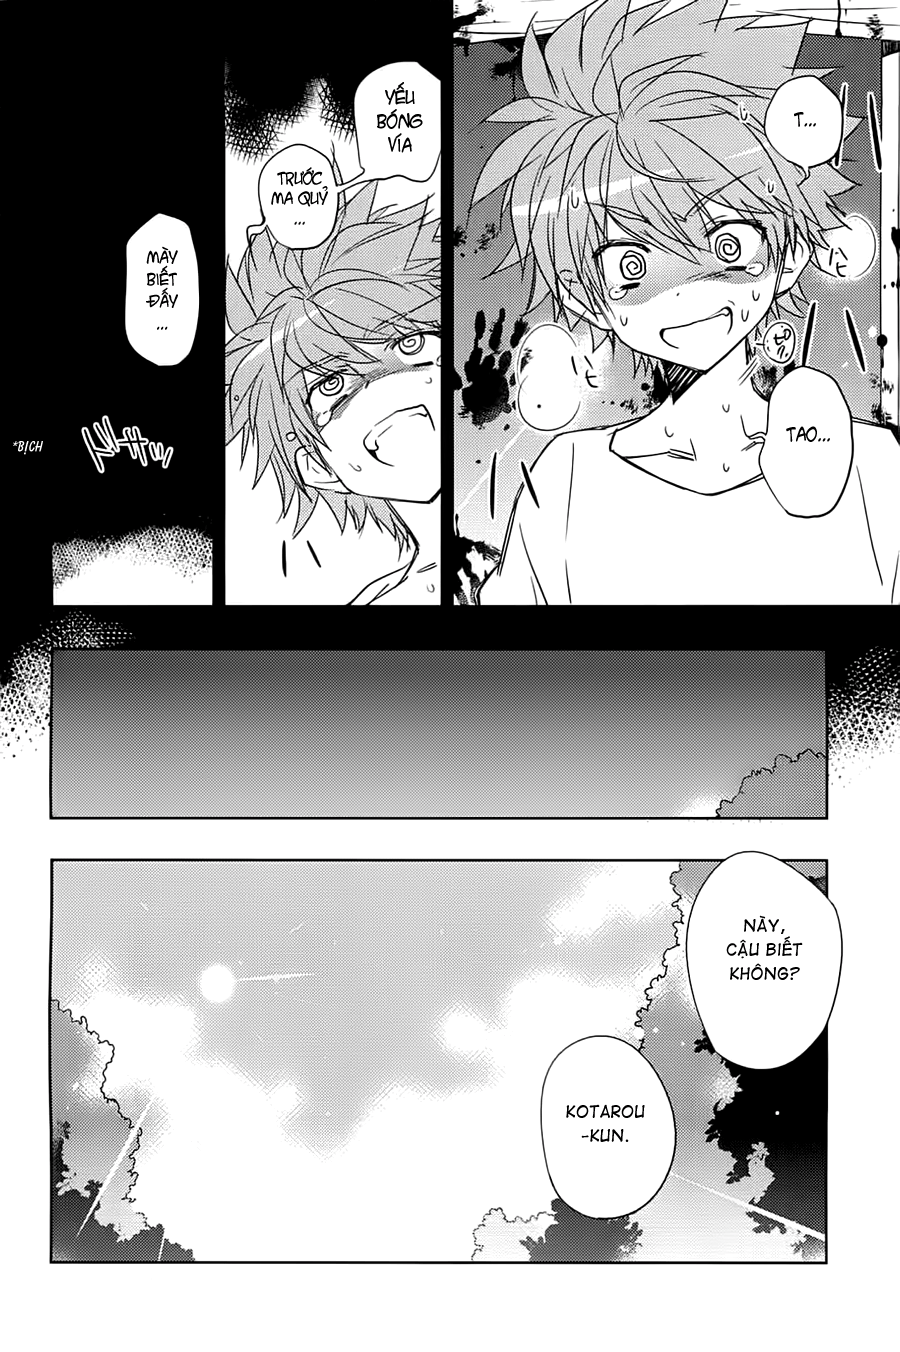 T...
TAO...
YẾU
BÓNG
VÍA
TRƯỚC
MA QUỶ
...
MÀY
BIẾT
ĐẤY
...
*BỊCH
NÀY,
CẬU BIẾT
KHÔNG?
KOTAROU
-KUN.